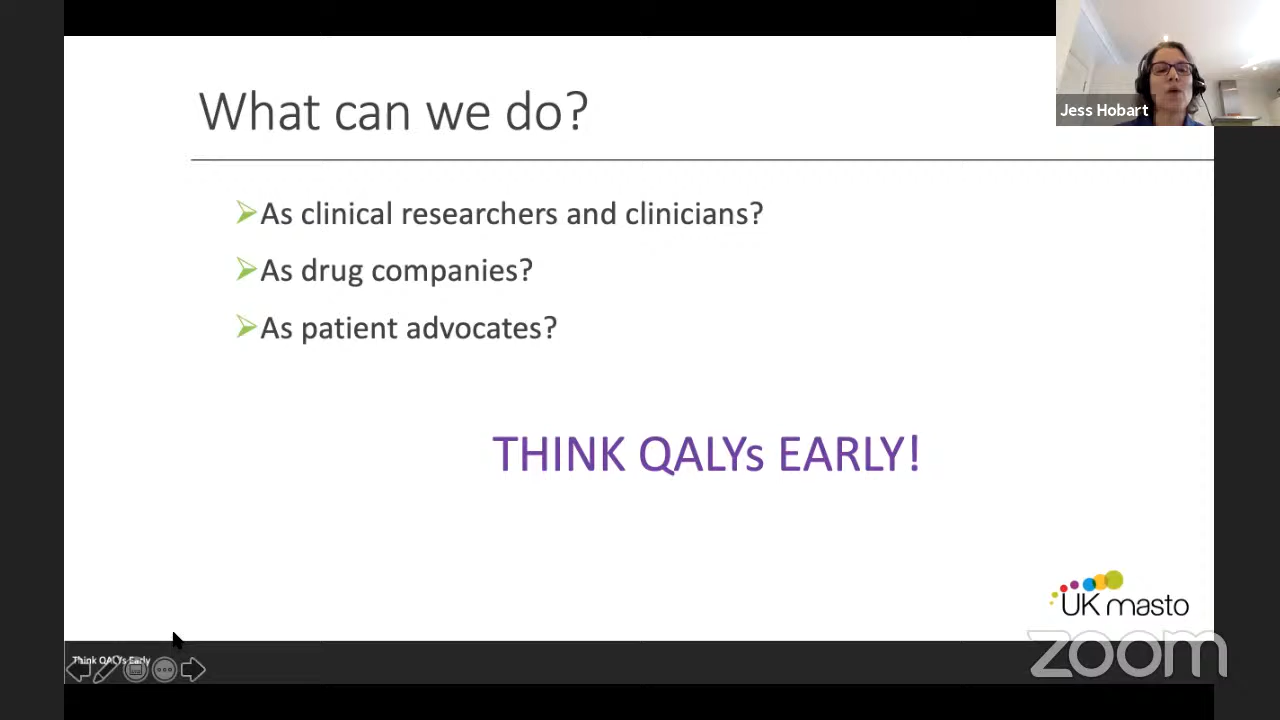 What can we do?
Jess Hobart
As clinical researchers and clinicians?
As drug companies?
As patient advocates?
THINK QALYs EARLY!
UK masto
Think QALYs Early
zoom